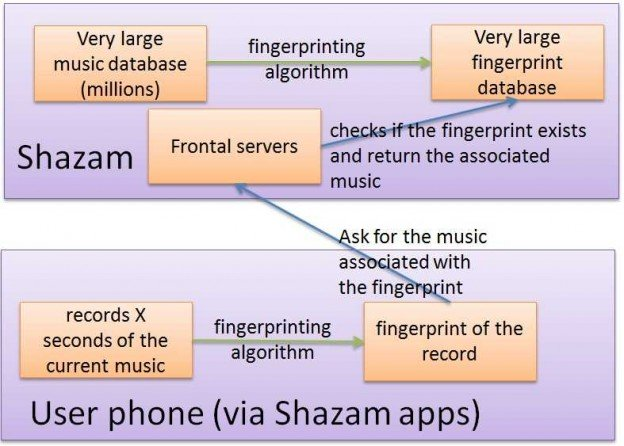 Very large
music database
(millions)
fingerprinting
algorithm
Very large
fingerprint
database
Shazam
Frontal servers
checks if the fingerprint exists
and return the associated
music
Ask for the music
associated with
the fingerprint
records X
seconds of the
current music
fingerprinting
algorithm
fingerprint of the
record
User phone (via Shazam apps)